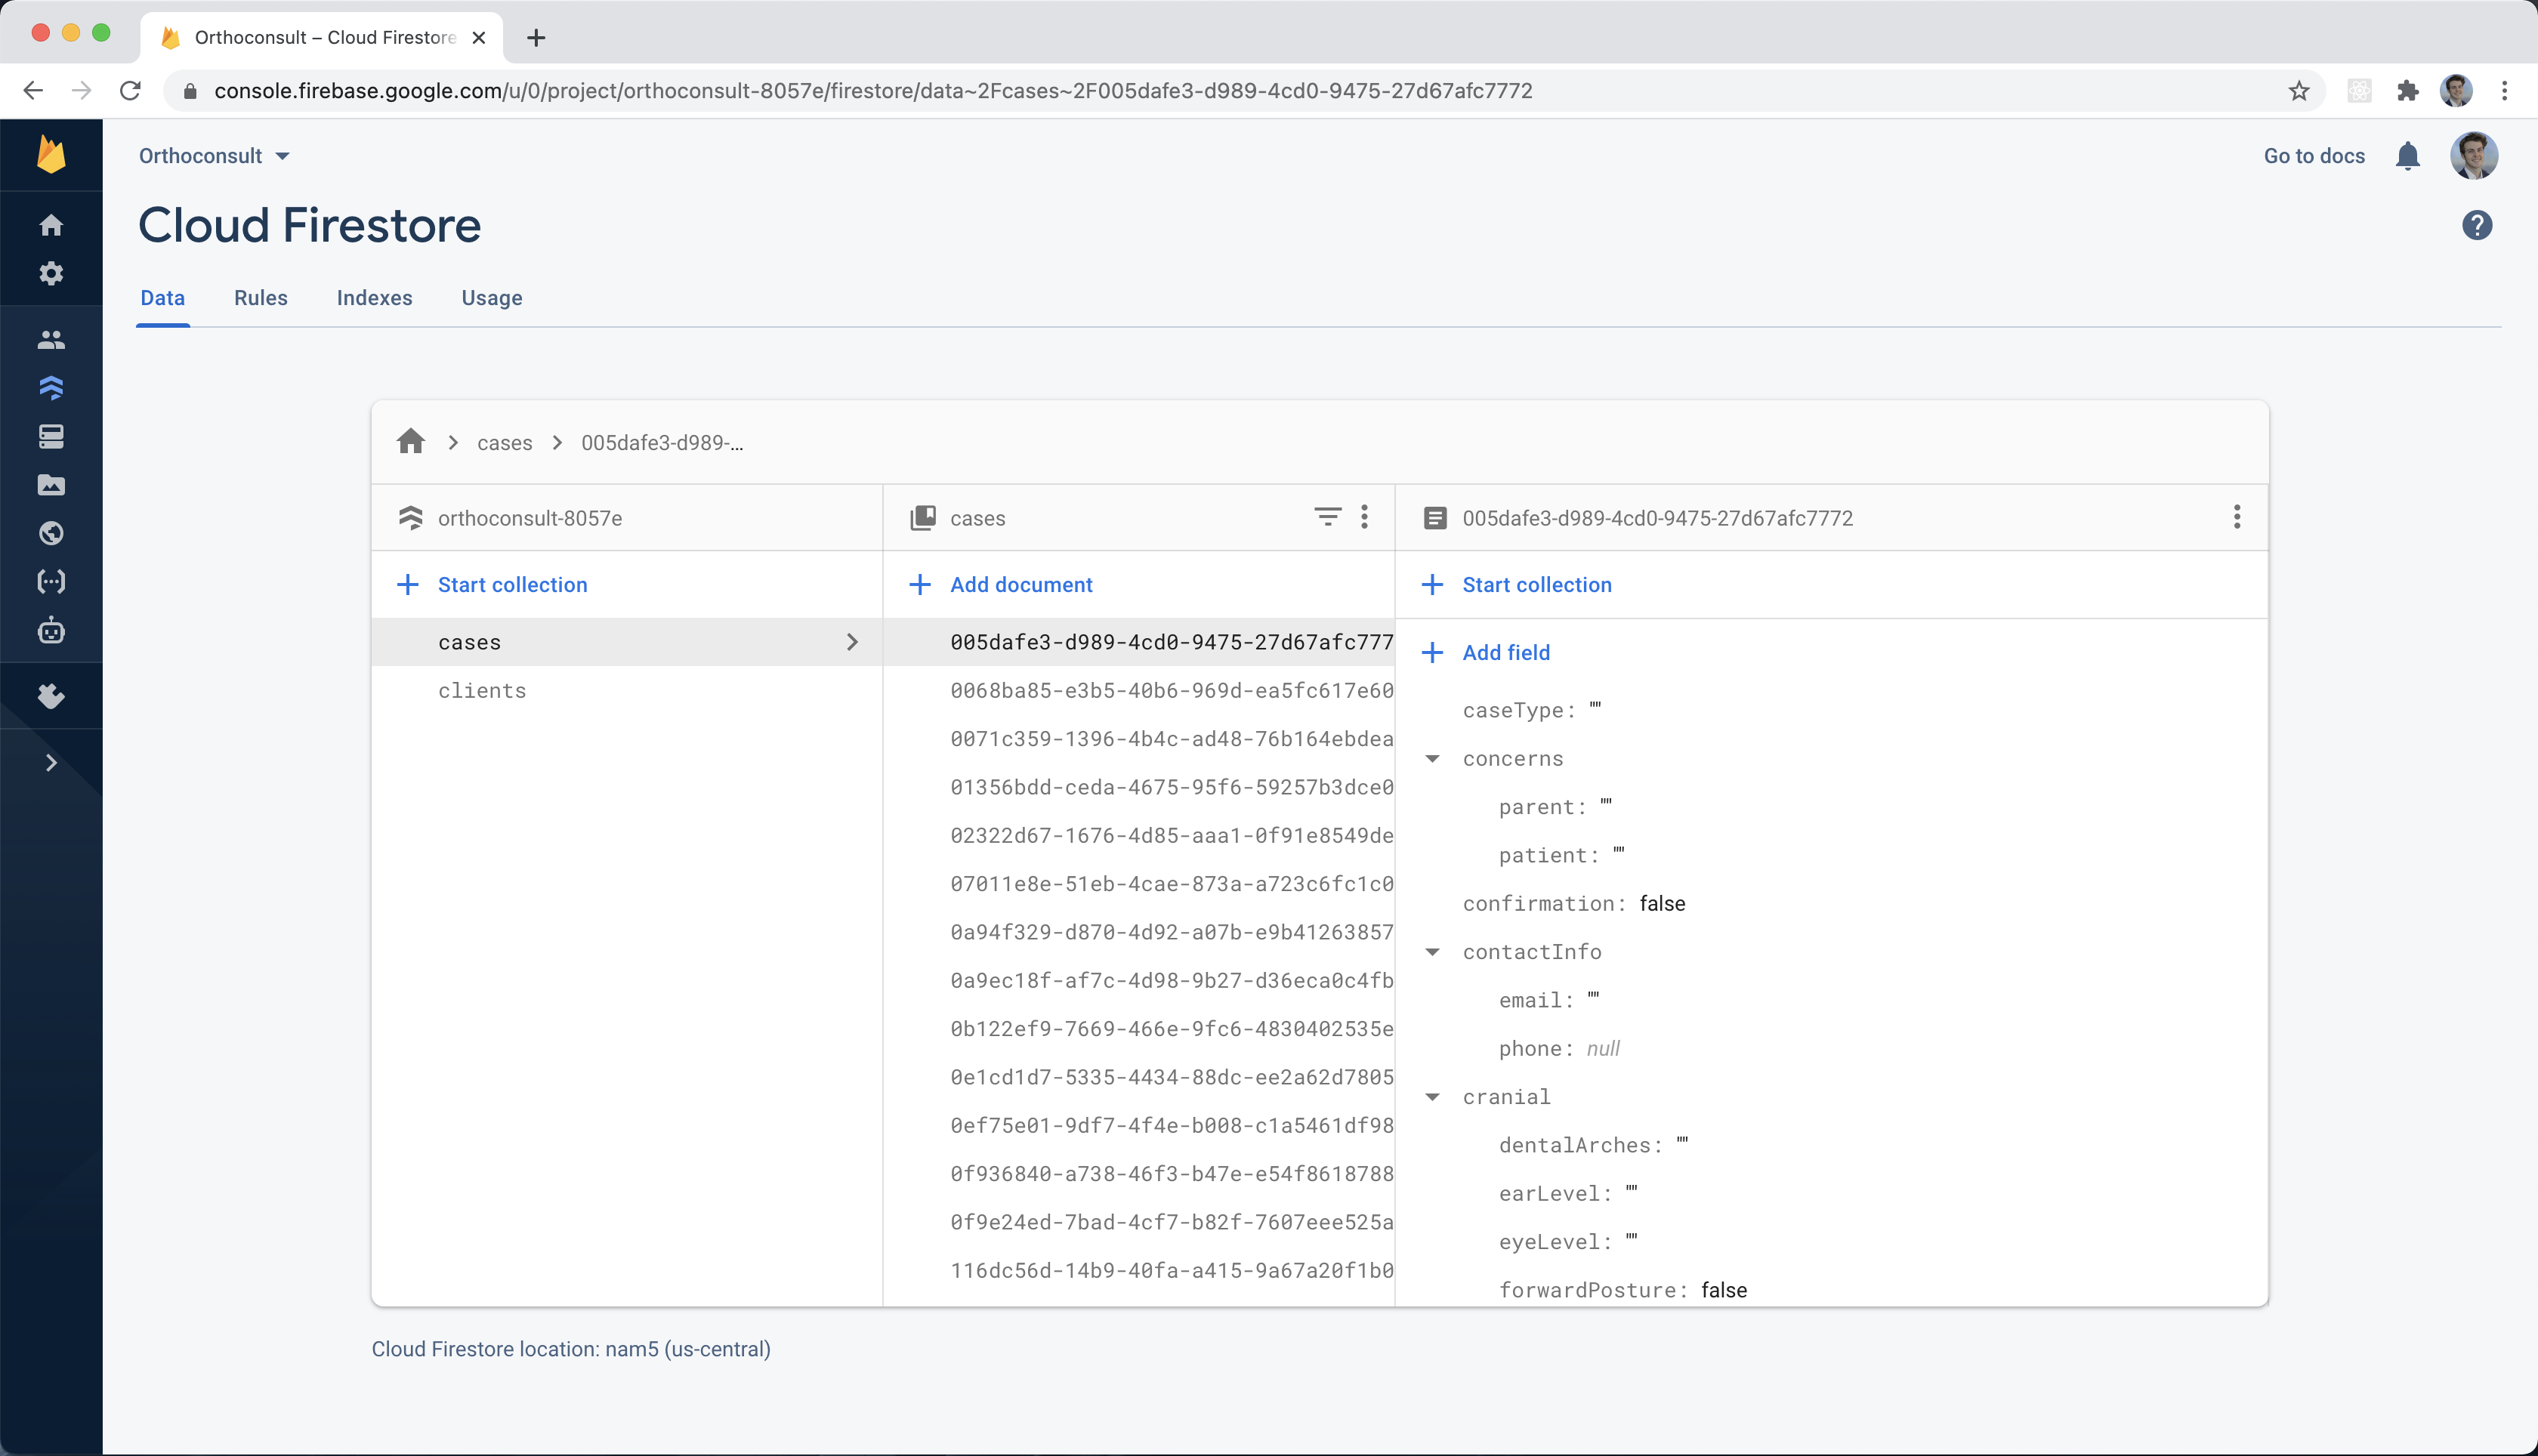 Orthoconsult – Cloud Firestore
console.firebase.google.com/u/0/project/orthoconsult-8057e/firestore/data~2Fcases~2F005dafe3-d989-4cd0-9475-27d67afc7772
Orthoconsult
Go to docs
Cloud Firestore
Data Rules Indexes Usage
cases 005dafe3-d989-...
orthoconsult-8057e
Start collection
cases
clients
cases
Add document
005dafe3-d989-4cd0-9475-27d67afc777
0068ba85-e3b5-40b6-969d-ea5fc617e60
0071c359-1396-4b4c-ad48-76b164ebdea
01356bdd-ceda-4675-95f6-59257b3dce0
02322d67-1676-4d85-aaa1-0f91e8549de
07011e8e-51eb-4cae-873a-a723c6fc1c0
0a94f329-d870-4d92-a07b-e9b41263857
0a9ec18f-af7c-4d98-9b27-d36eca0c4fb
0b122ef9-7669-466e-9fc6-4830402535e
0e1cd1d7-5335-4434-88dc-ee2a62d7805
0ef75e01-9df7-4f4e-b008-c1a5461df98
0f936840-a738-46f3-b47e-e54f8618788
0f9e24ed-7bad-4cf7-b82f-7607eee525a
116dc56d-14b9-40fa-a415-9a67a20f1b0
005dafe3-d989-4cd0-9475-27d67afc7772
Start collection
Add field
caseType: ""
concerns
parent: ""
patient: ""
confirmation: false
contactInfo
email: ""
phone: null
cranial
dentalArches: ""
earLevel: ""
eyeLevel: ""
forwardPosture: false
Cloud Firestore location: nam5 (us-central)